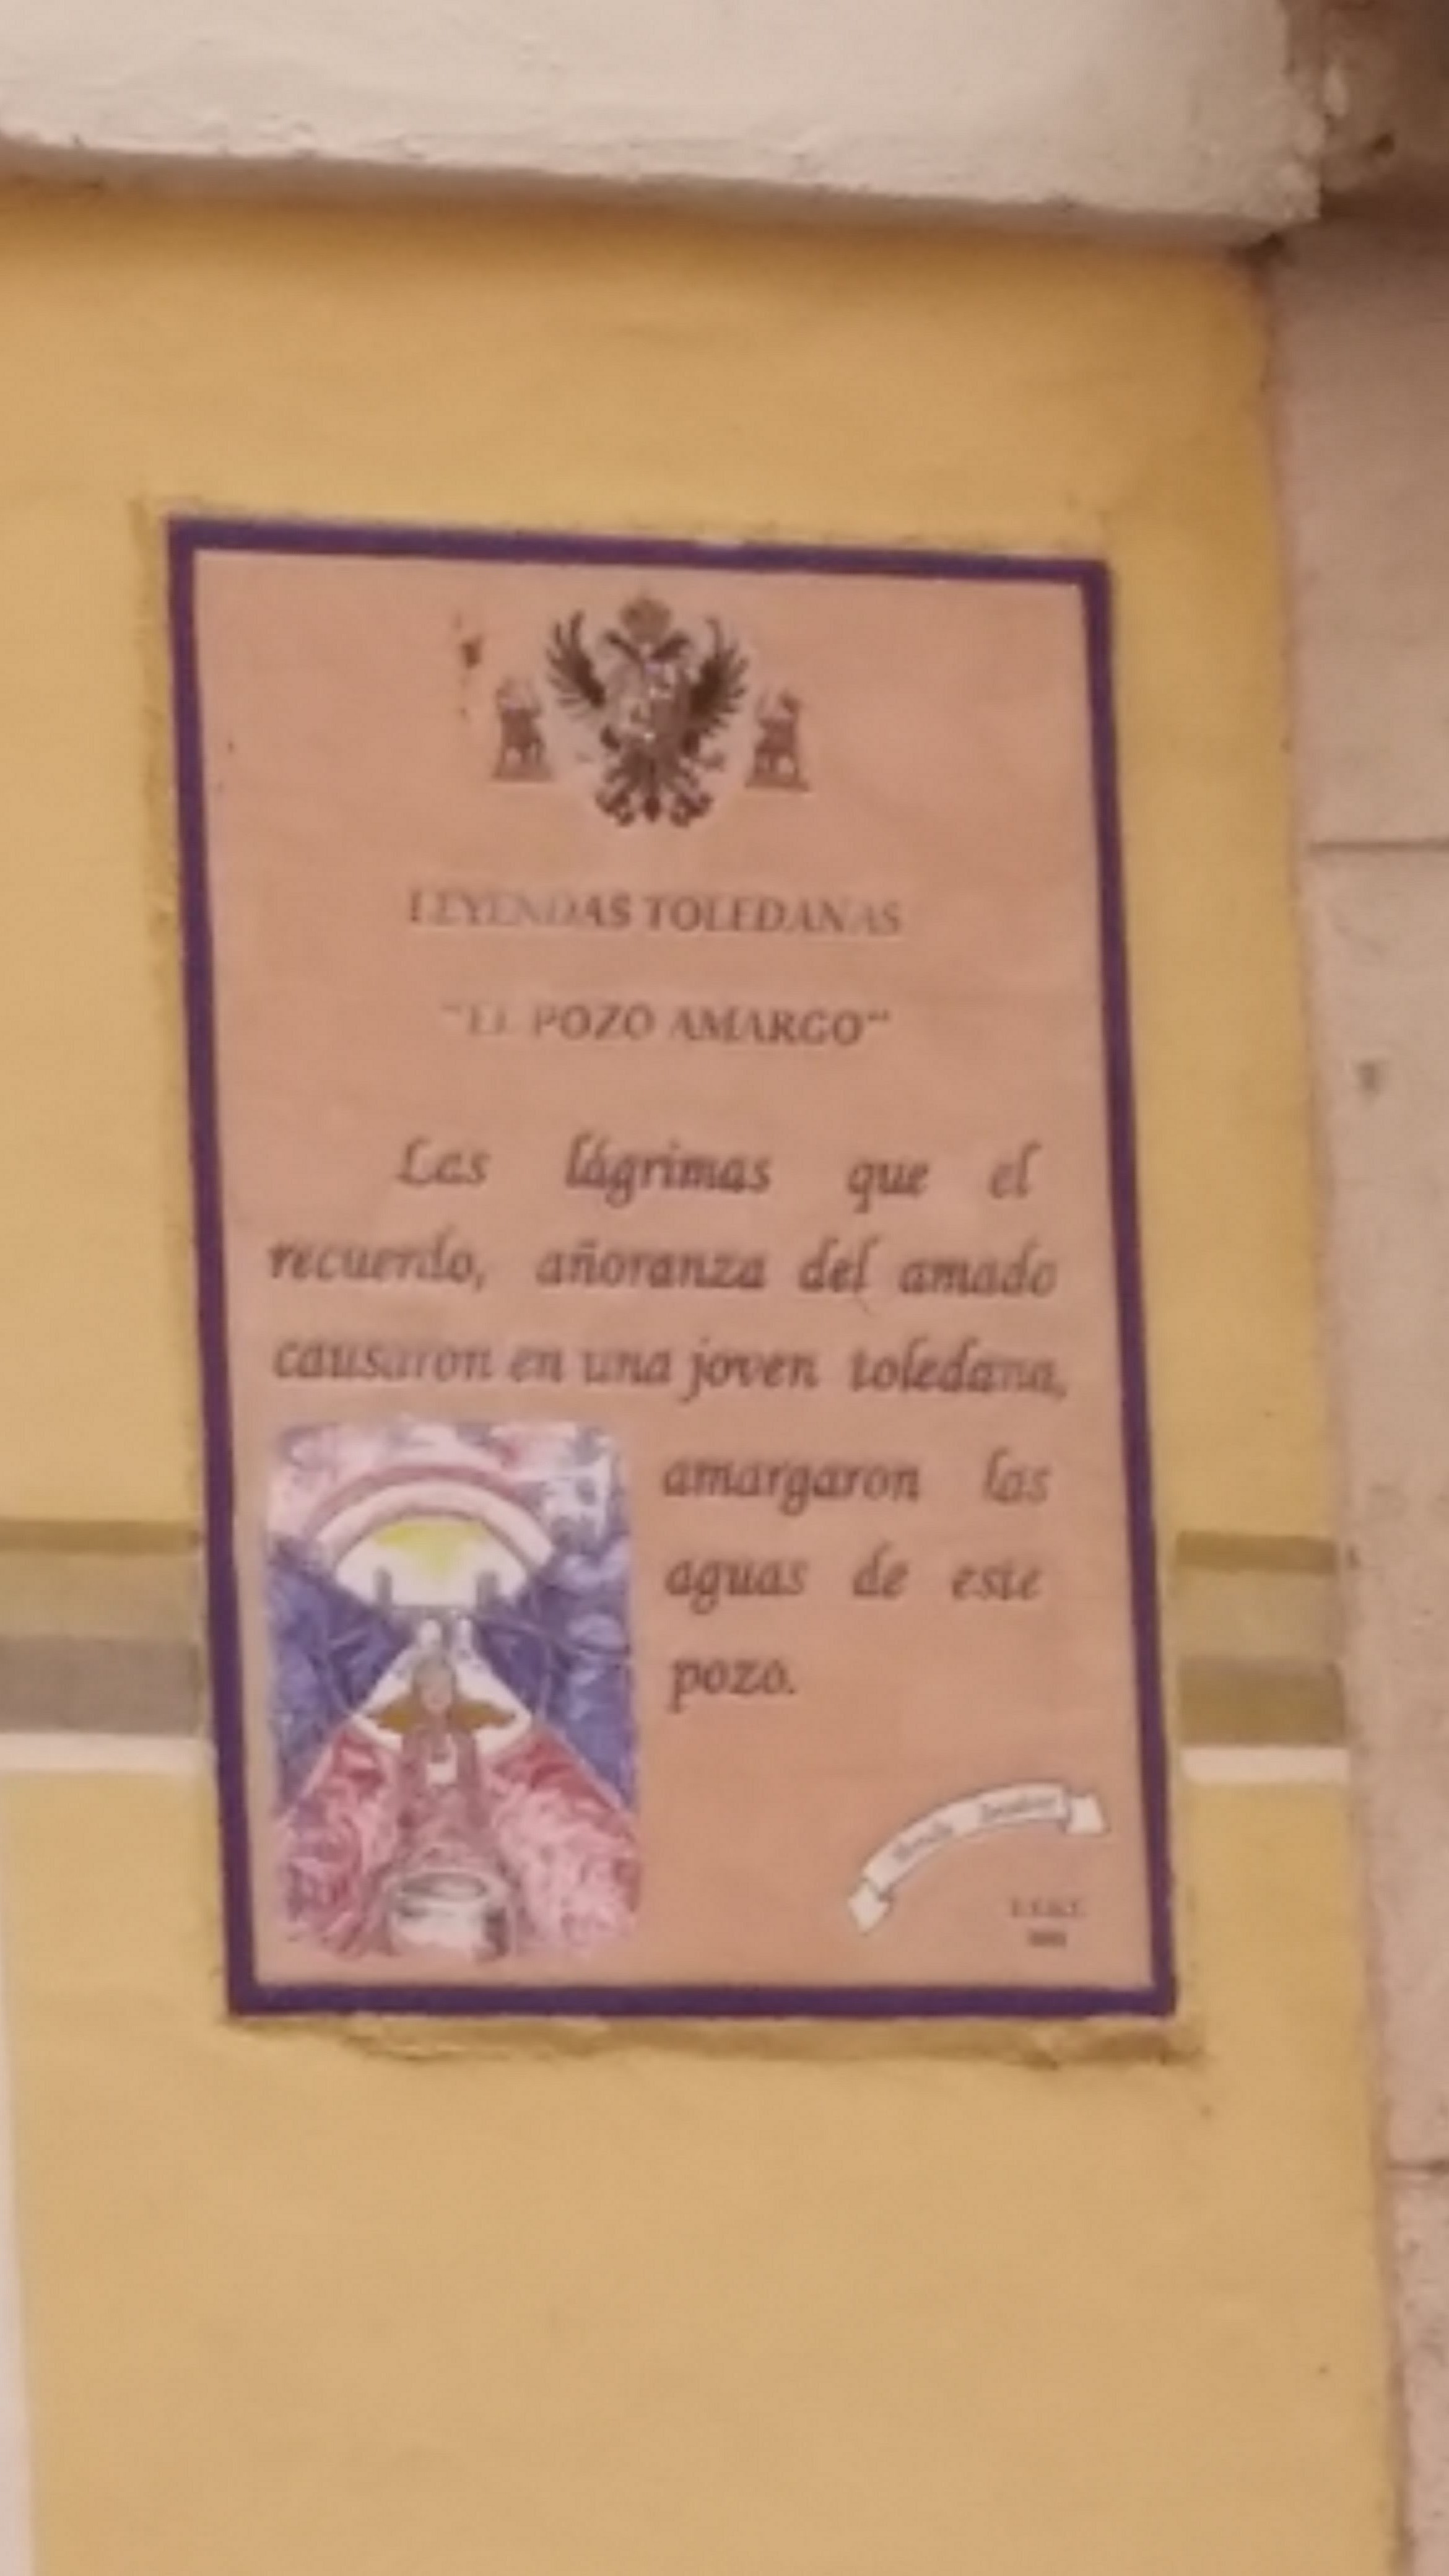 LEYENDAS TOLEDANAS
"EL POZO AMARGO"
Las lágrimas que el
recuerdo, añoranza del amado
causaron en una joven toledana,
amargaron las
aguas de este
pozo.